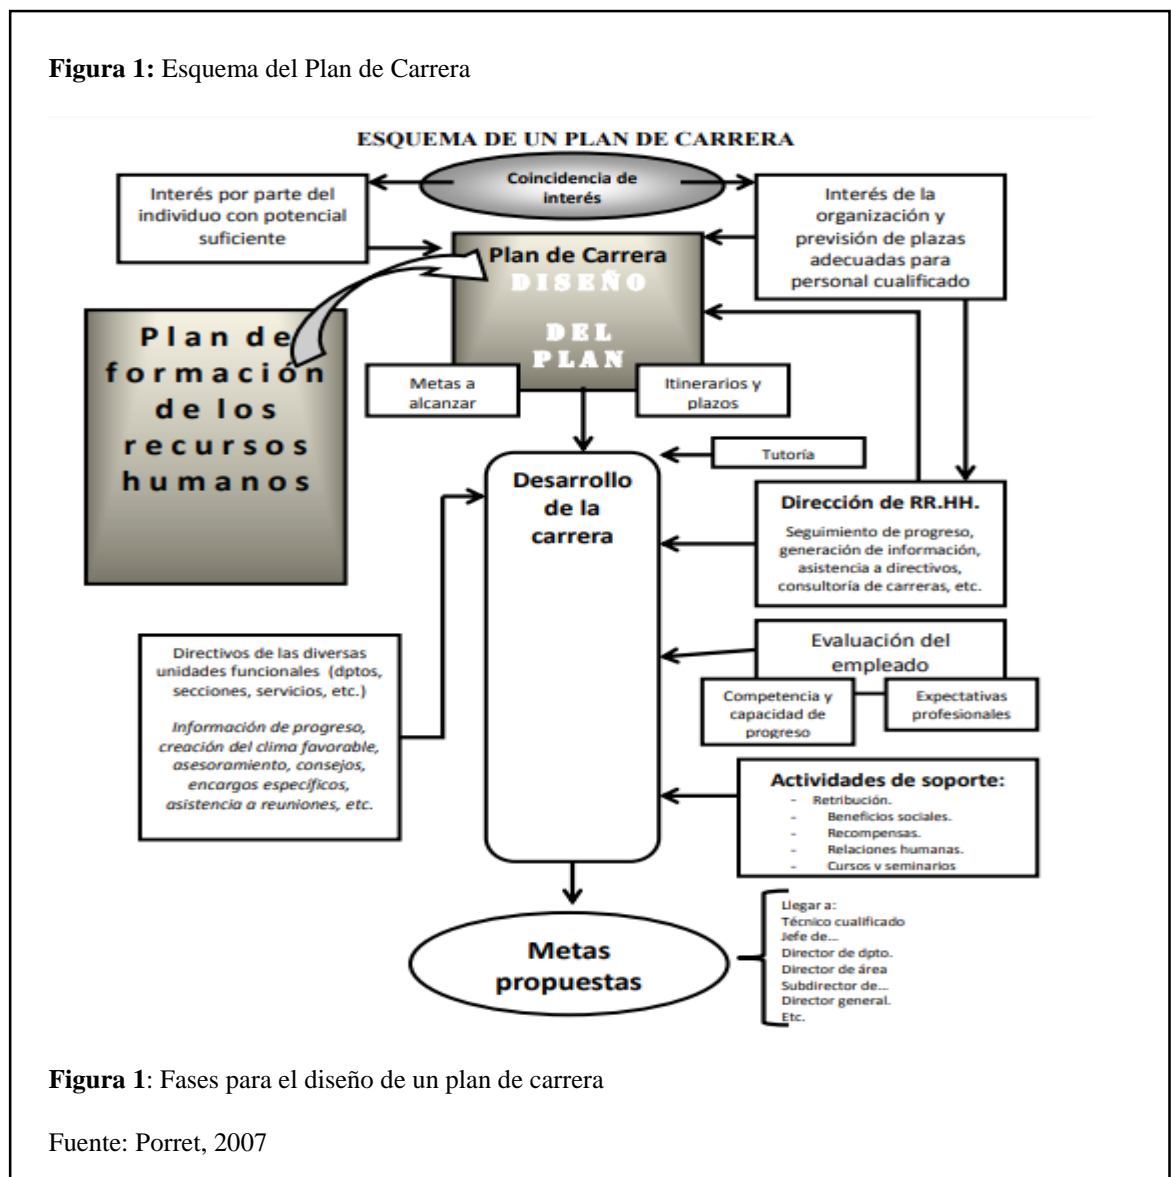 Figura 1: Esquema del Plan de Carrera
ESQUEMA DE UN PLAN DE CARRERA
Coincidencia de
interés
Interés por parte del
individuo con potencial
suficiente
Interés de la
organización y
previsión de plazas
adecuadas para
personal cualificado
Plan de Carrera
DISEÑO
DEL
PLAN
Plan de
formación
de los
recursos
humanos
Metas a
alcanzar
Itinerarios y
plazos
Tutoría
Desarrollo
de la
carrera
Dirección de RR.HH.
Seguimiento de progreso,
generación de información,
asistencia a directivos,
consultoría de carreras, etc.
Directivos de las diversas
unidades funcionales (dptos,
secciones, servicios, etc.)
Información de progreso,
creación del clima favorable,
asesoramiento, consejos,
encargos específicos,
asistencia a reuniones, etc.
Evaluación del
empleado
Competencia y
capacidad de
progreso
Expectativas
profesionales
Actividades de soporte:
- Retribución.
- Beneficios sociales.
- Recompensas.
- Relaciones humanas.
- Cursos y seminarios
Metas
propuestas
Llegar a:
Técnico cualificado
Jefe de...
Director de dpto.
Director de área
Subdirector de...
Director general.
Etc.
Figura 1: Fases para el diseño de un plan de carrera
Fuente: Porret, 2007